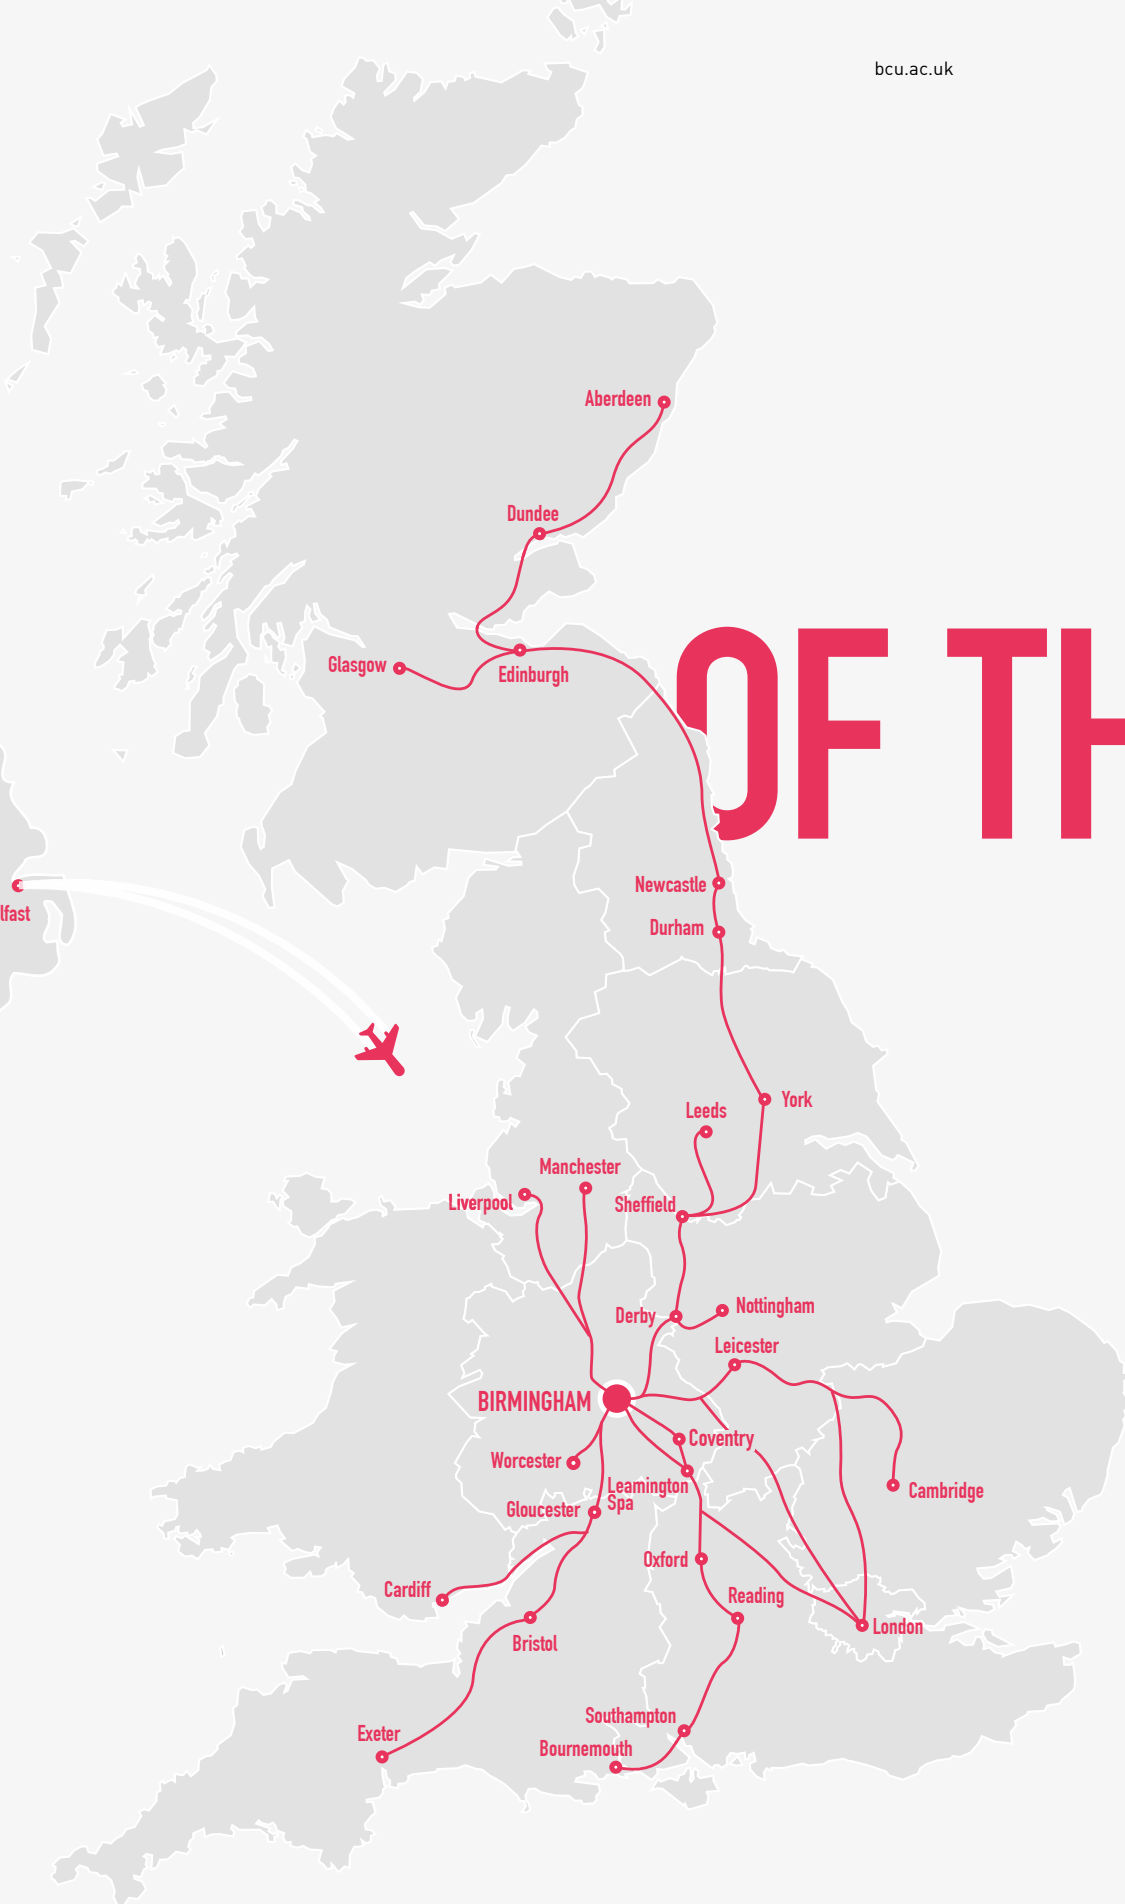 bcu.ac.uk
Aberdeen
Dundee
Glasgow
Edinburgh
OF TH
Newcastle
Durham
lfast
York
Leeds
Manchester
Liverpool
Sheffield
Derby
Nottingham
Leicester
BIRMINGHAM
Coventry
Worcester
Leamington
Spa
Cambridge
Gloucester
Oxford
Cardiff
Reading
London
Bristol
Southampton
Exeter
Bournemouth